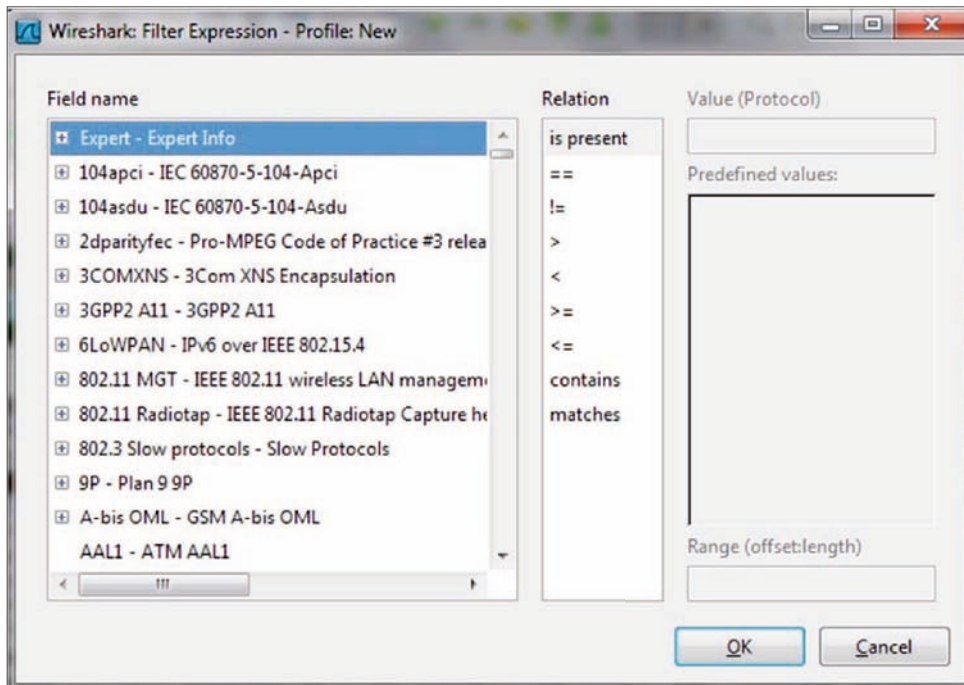 Wireshark: Filter Expression - Profile: New
Field name
Expert - Expert Info
104apci - IEC 60870-5-104-Apci
104asdu - IEC 60870-5-104-Asdu
2dparityfec - Pro-MPEG Code of Practice #3 relea
3COMXNS - 3Com XNS Encapsulation
3GPP2 A11 - 3GPP2 A11
6LoWPAN - IPv6 over IEEE 802.15.4
802.11 MGT - IEEE 802.11 wireless LAN managem
802.11 Radiotap - IEEE 802.11 Radiotap Capture he
802.3 Slow protocols - Slow Protocols
9P - Plan 9 9P
A-bis OML - GSM A-bis OML
AAL1 - ATM AAL1
Relation
is present
==
!=
>
<
>=
<=
contains
matches
Value (Protocol)
Predefined values:
Range (offset:length)
OK
Cancel